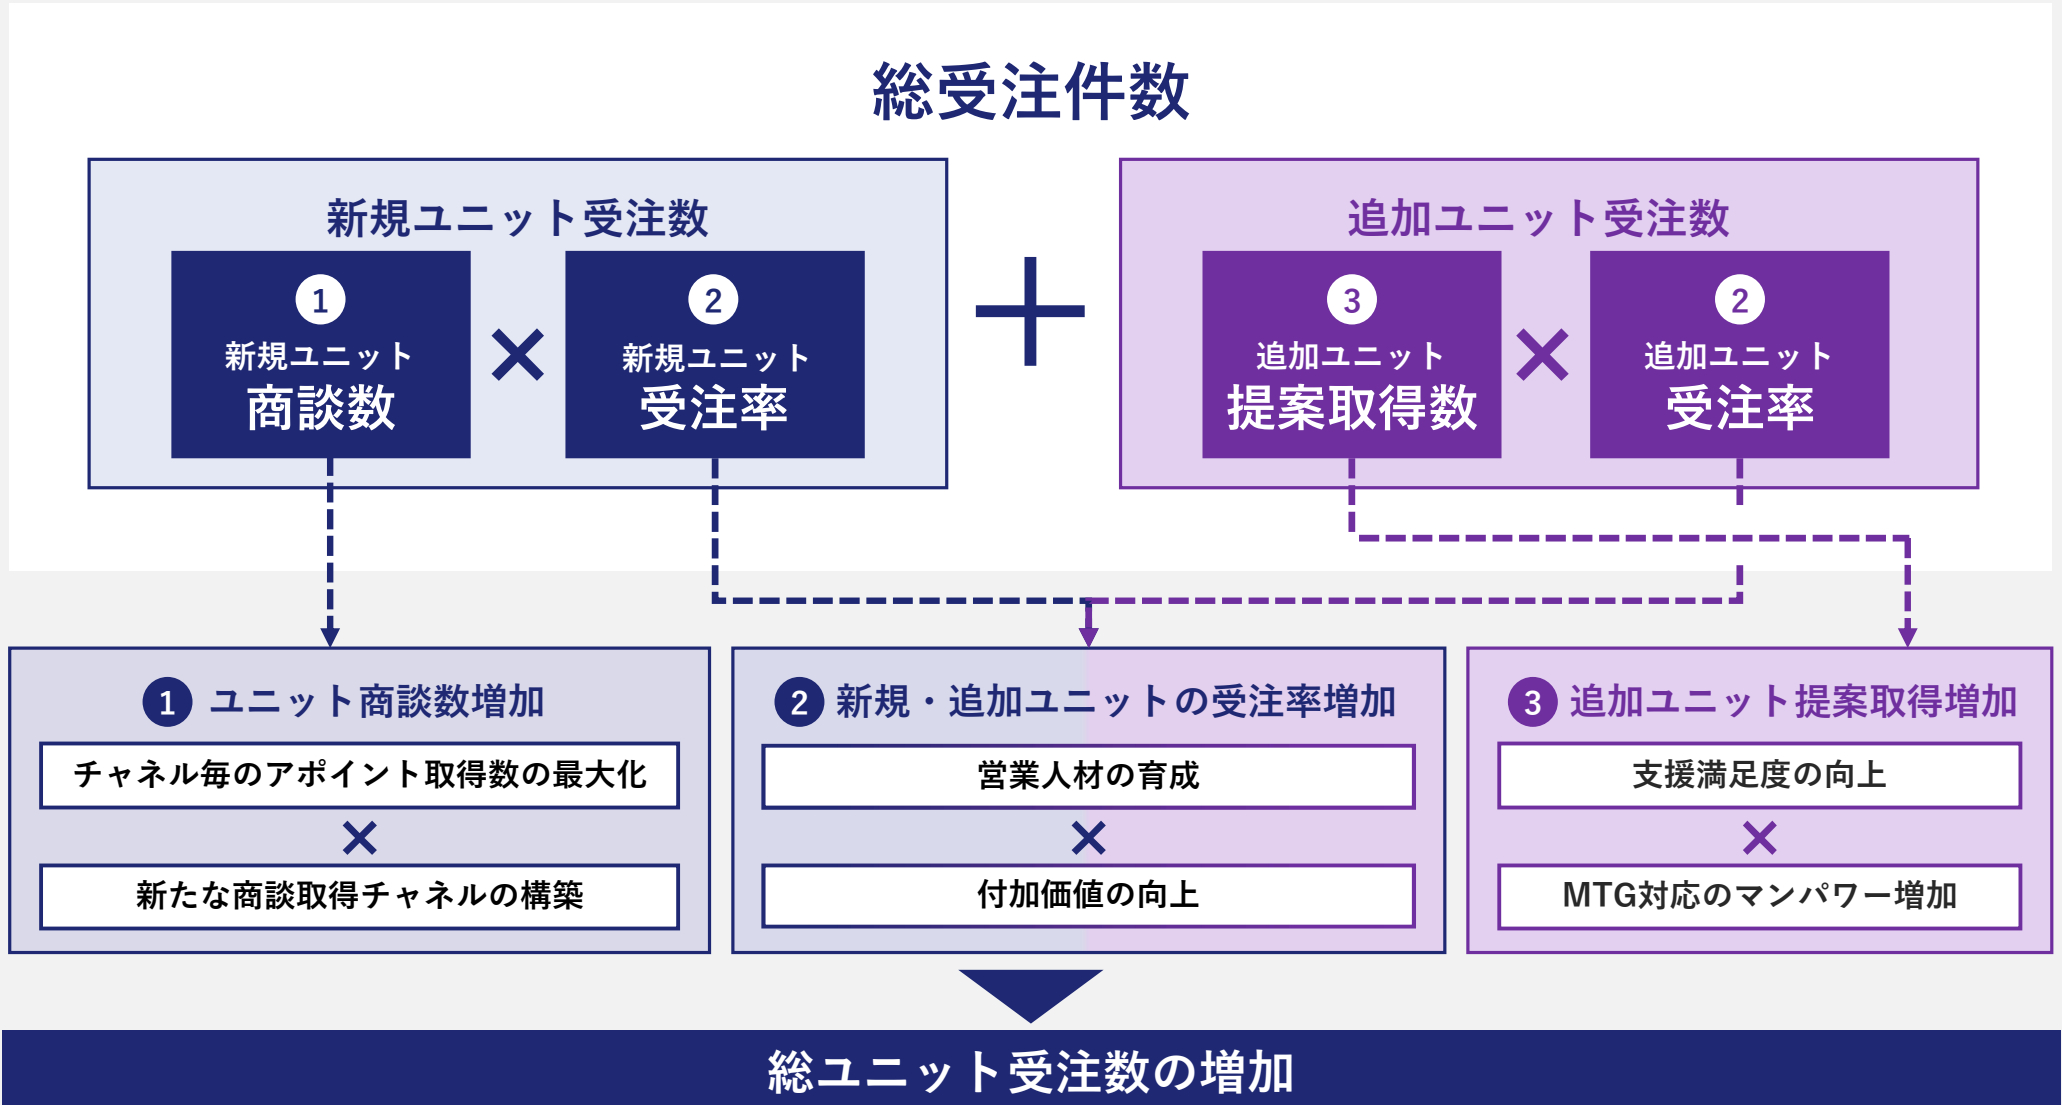 総受注件数
新規ユニット受注数
1
新規ユニット
商談数
×
2
新規ユニット
受注率
+
追加ユニット受注数
3
追加ユニット
提案取得数
×
2
追加ユニット
受注率
1 ユニット商談数増加
チャネル毎のアポイント取得数の最大化
×
新たな商談取得チャネルの構築
2 新規・追加ユニットの受注率増加
営業人材の育成
×
付加価値の向上
3 追加ユニット提案取得増加
支援満足度の向上
×
MTG対応のマンパワー増加
総ユニット受注数の増加